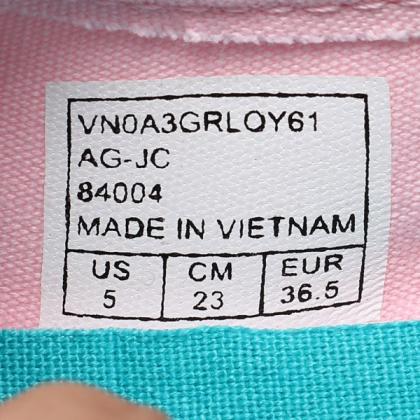 VN0A3GRLOY61
AG-JC
84004
MADE IN VIETNAM
US CM EUR
5 23 36.5